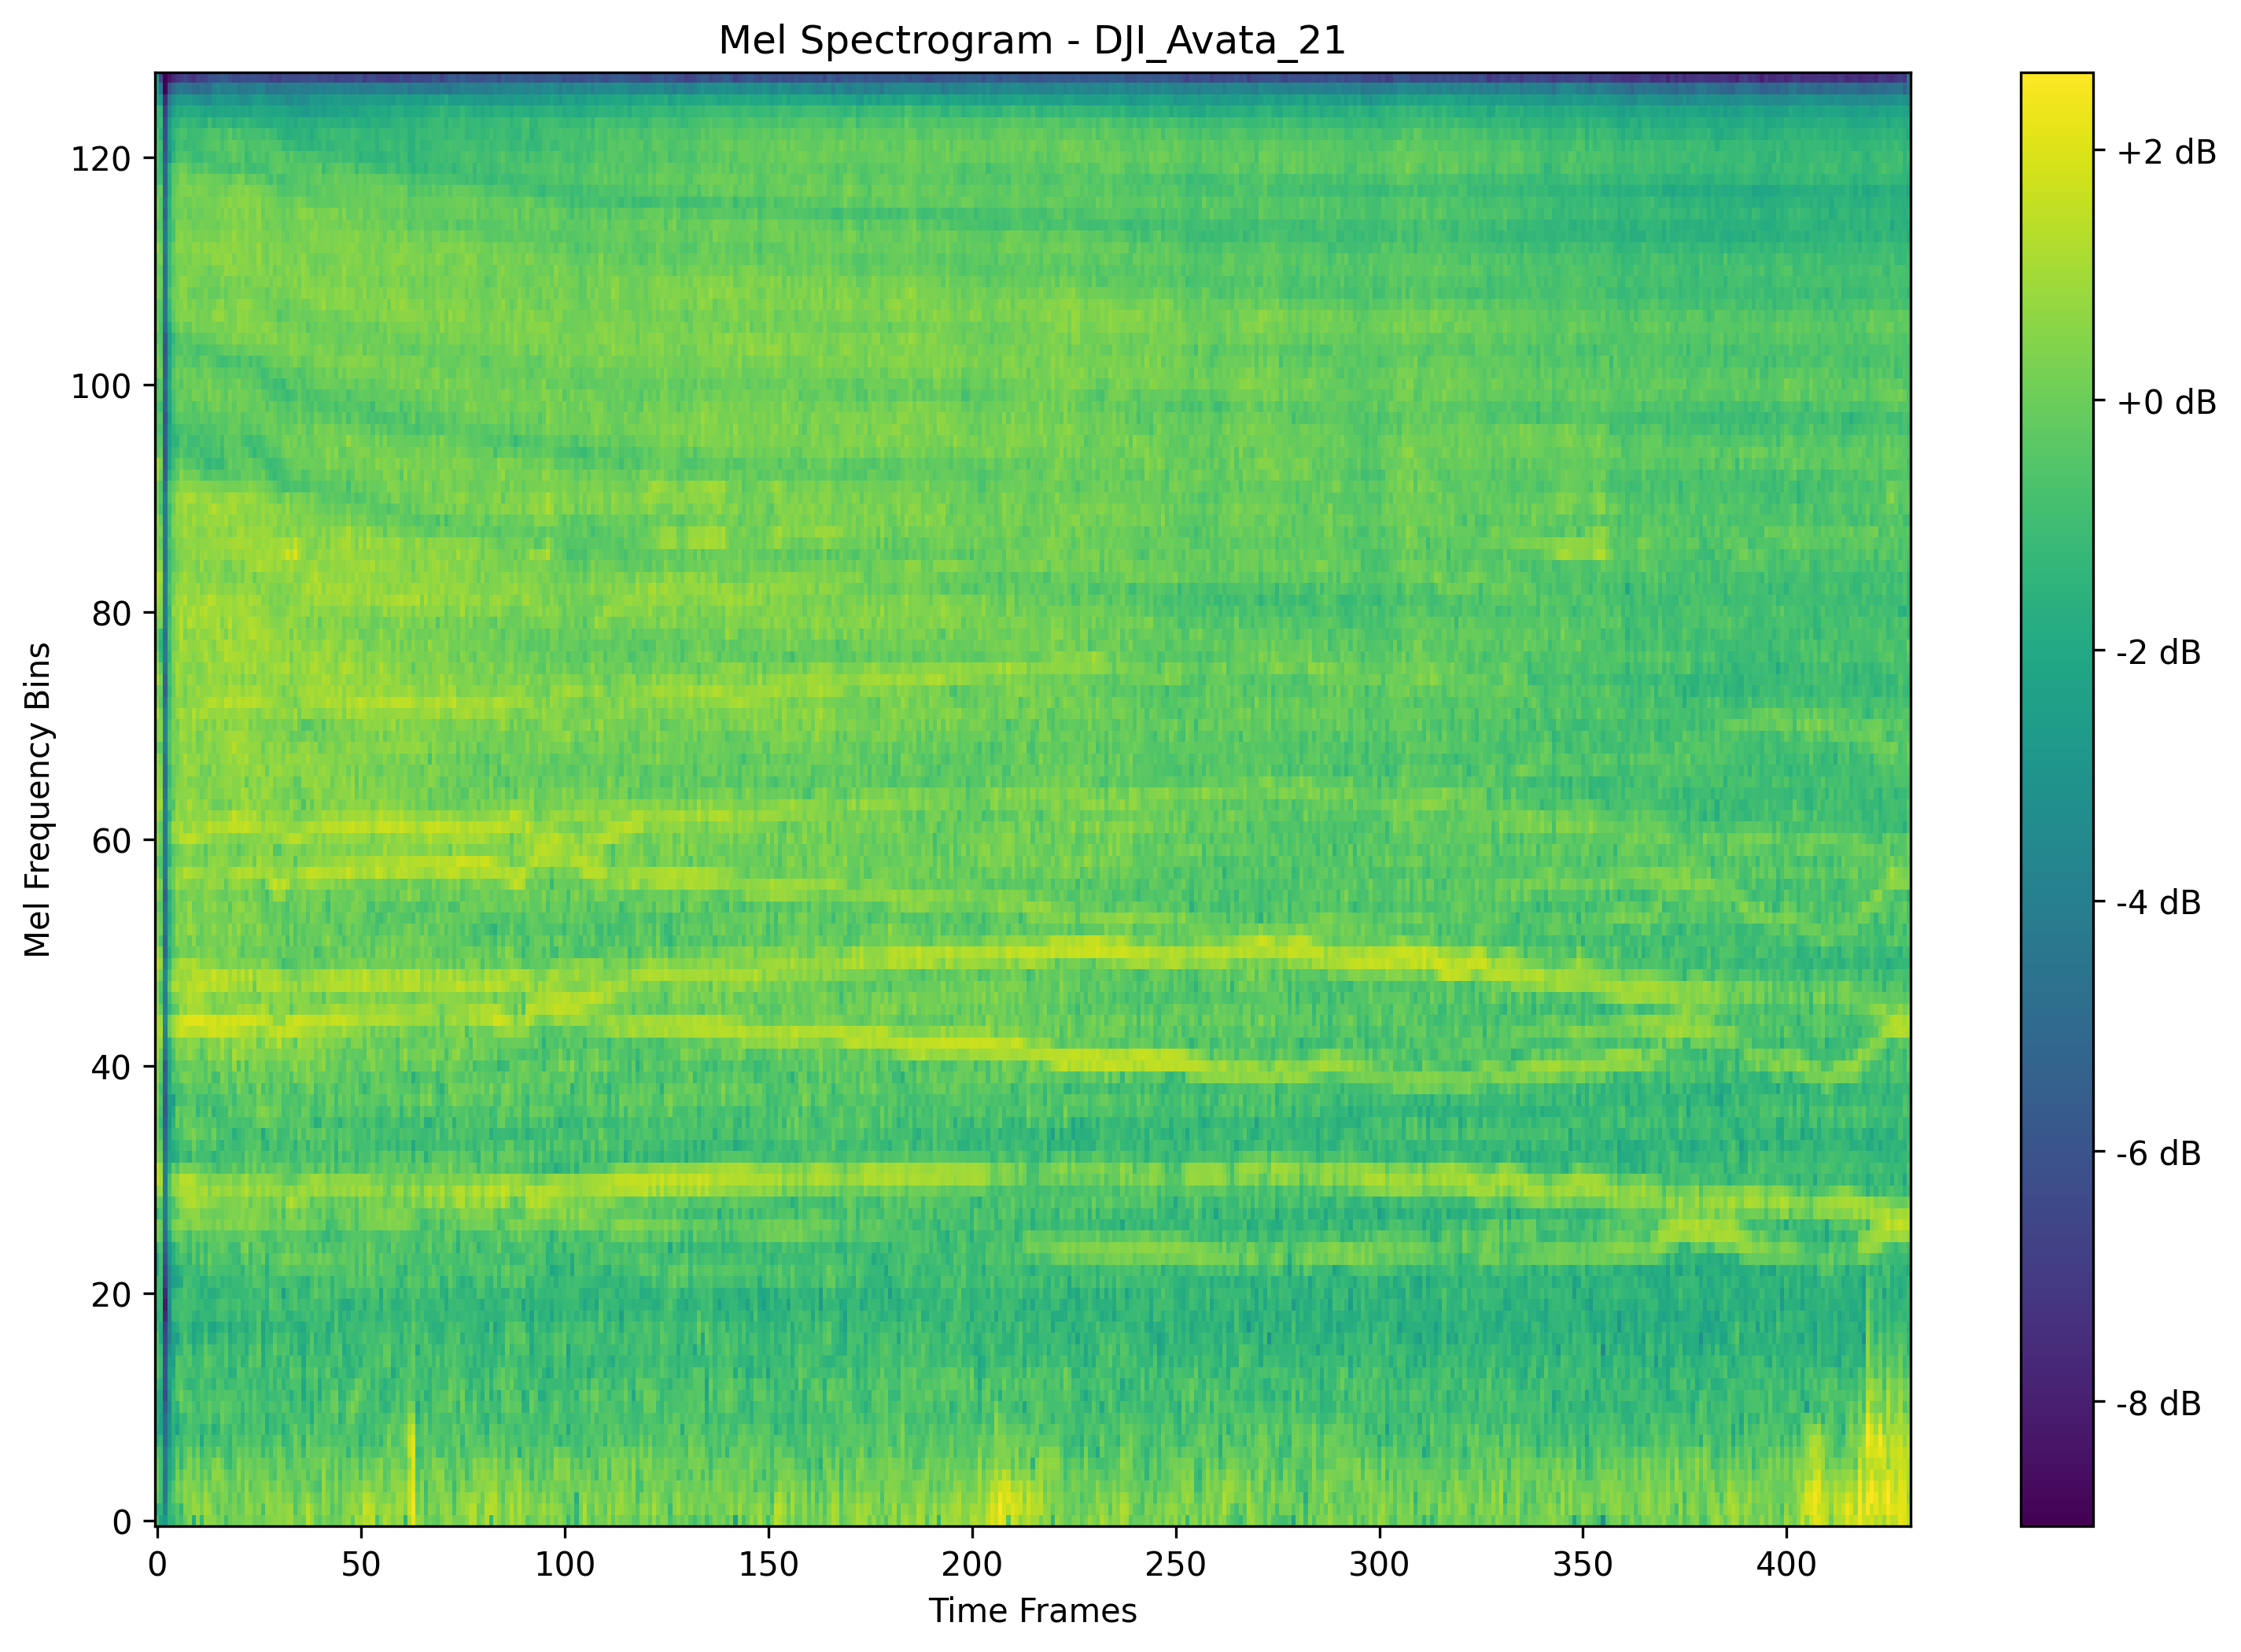 Mel Spectrogram - DJI_Avata_21
Mel Frequency Bins
120
100
80
60
40
20
0
0 50 100 150 200 250 300 350 400
Time Frames
+2 dB
+0 dB
-2 dB
-4 dB
-6 dB
-8 dB